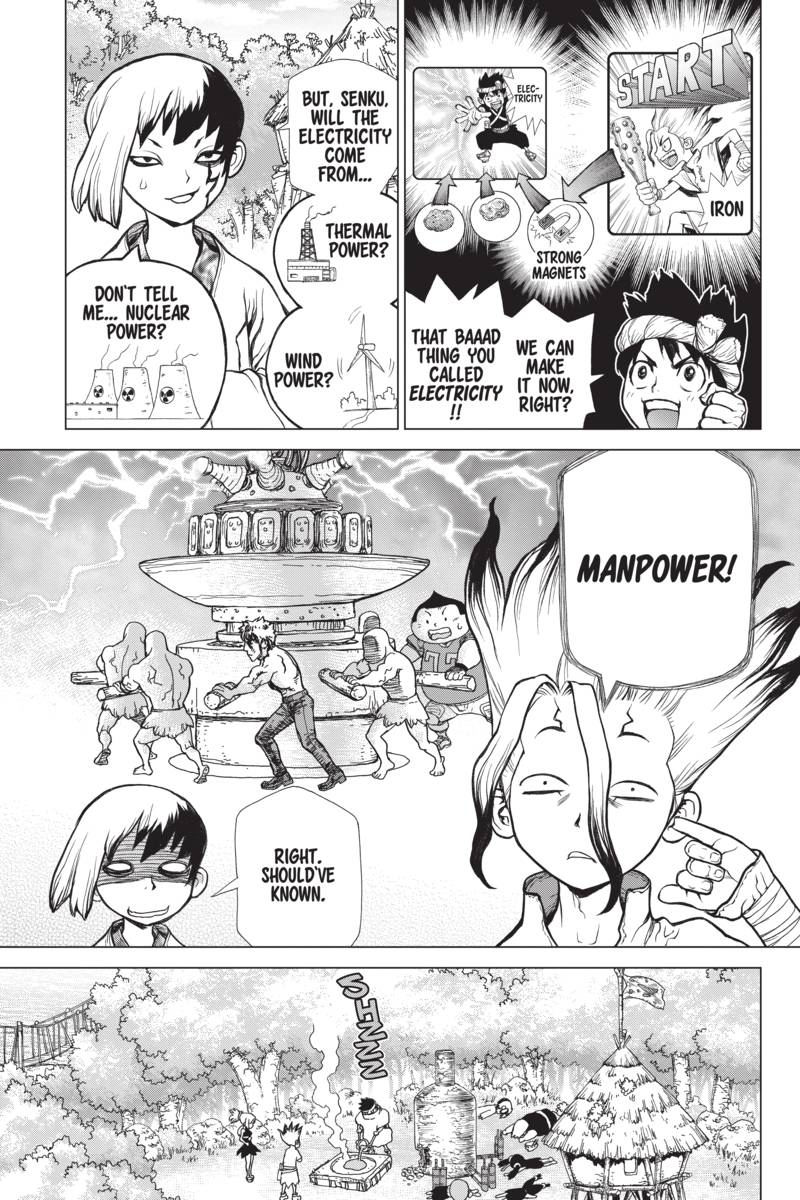 START
IRON
ELEC-
TRICITY
STRONG
MAGNETS
WE CAN
MAKE
IT NOW,
RIGHT?
THAT BAAAD
THING YOU
CALLED
ELECTRICITY
!!
BUT, SENKU,
WILL THE
ELECTRICITY
COME
FROM...
THERMAL
POWER?
WIND
POWER?
DON'T TELL
ME... NUCLEAR
POWER?
MANPOWER!
RIGHT.
SHOULD'VE
KNOWN.
SHZZZ